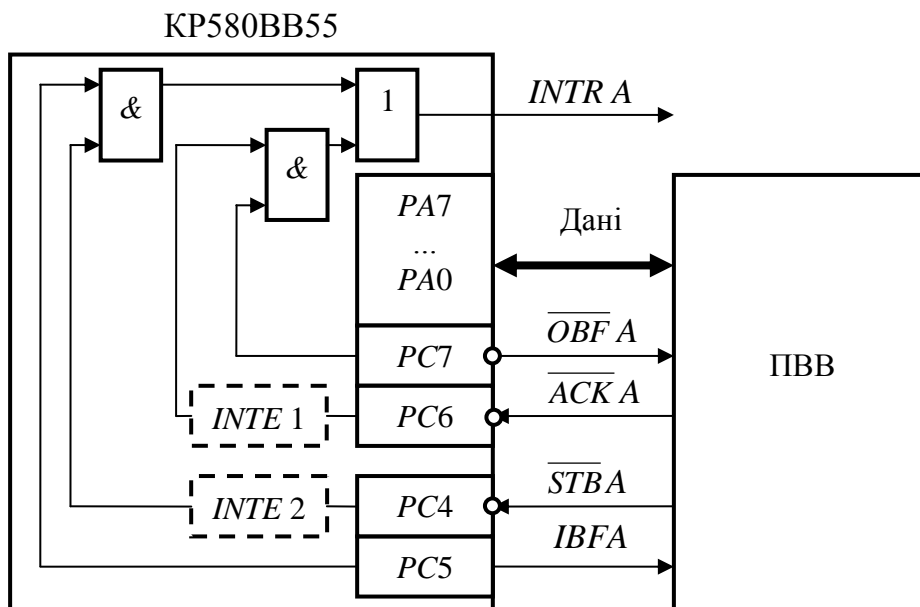 КР580ВВ55
&
1
INTR A
&
PA7
...
PA0
Дані
PC7
OBF A
ПВВ
INTE 1
PC6
ACK A
INTE 2
PC4
STB A
PC5
IBFA